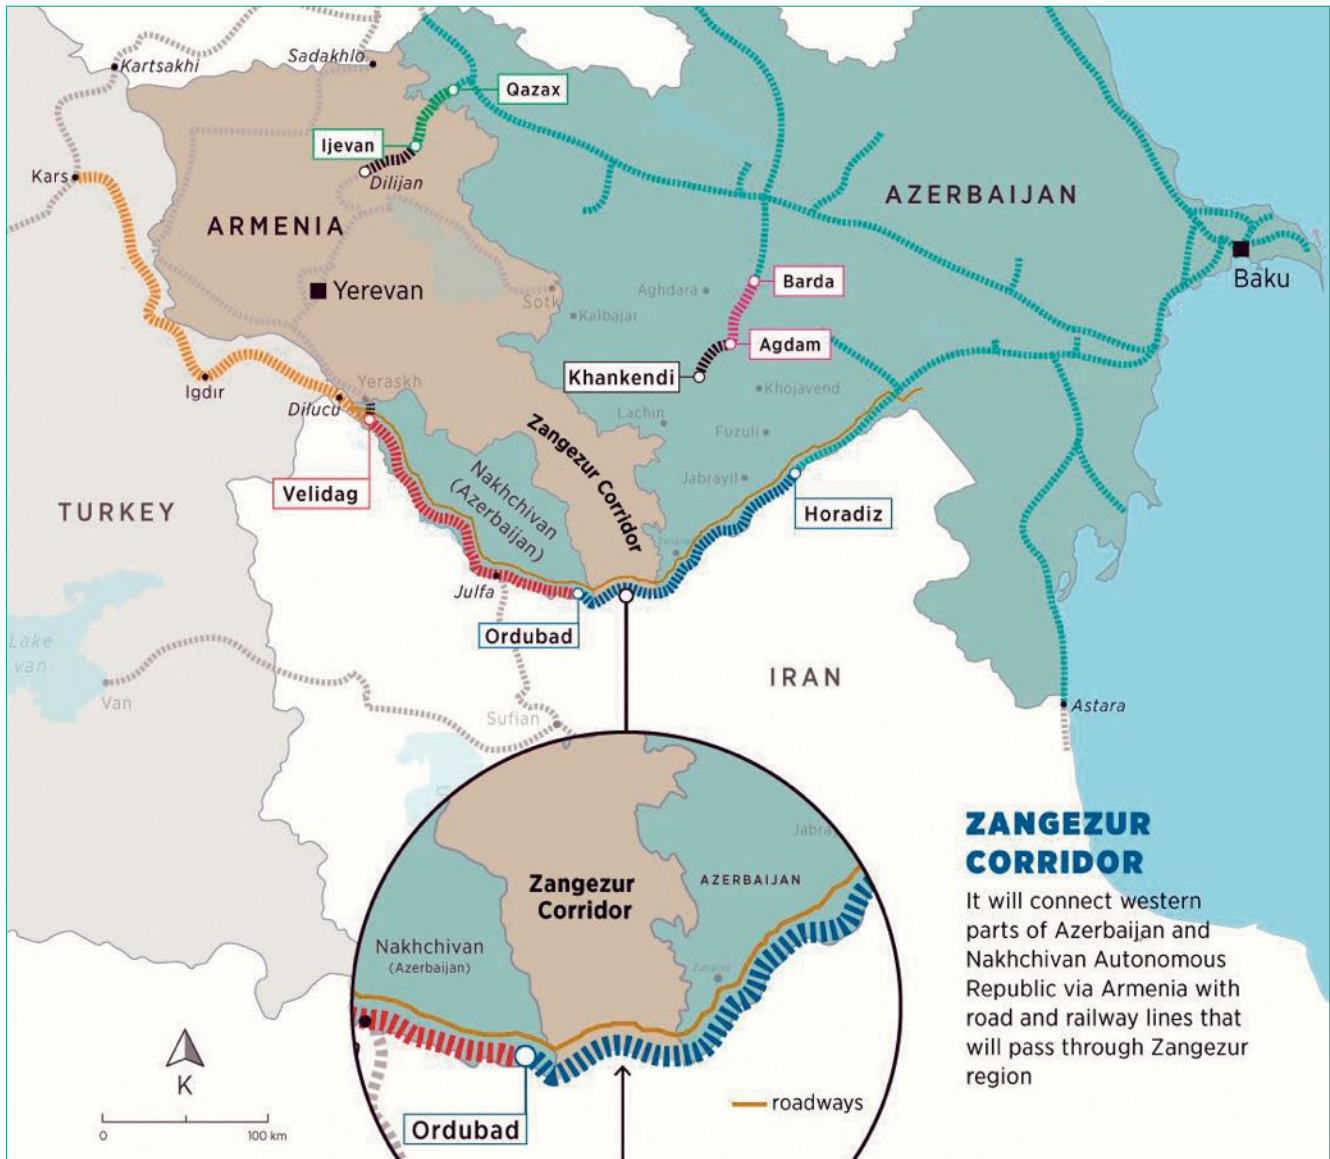 Kartsakhi
Sadakhlo
Qazax
Ijevan
Dilijan
Kars
ARMENIA
AZERBAIJAN
Yerevan
Baku
Sotk
Aghdara
Barda
Kalbajar
Agdam
Khankendi
Igdır
Yeraskh
Dilucu
Khojavend
Lachin
Fuzuli
Zangezur Corridor
Jabrayil
Nakhchivan
(Azerbaijan)
Velidag
Horadiz
TURKEY
Zangilan
Julfa
Ordubad
Lake
van
Van
IRAN
Sufian
Astara
ZANGEZUR
CORRIDOR
It will connect western
parts of Azerbaijan and
Nakhchivan Autonomous
Republic via Armenia with
road and railway lines that
will pass through Zangezur
region
Jabray
Zangezur
Corridor
AZERBAIJAN
Nakhchivan
(Azerbaijan)
Zangilan
Ordubad
roadways
K
0
100 km